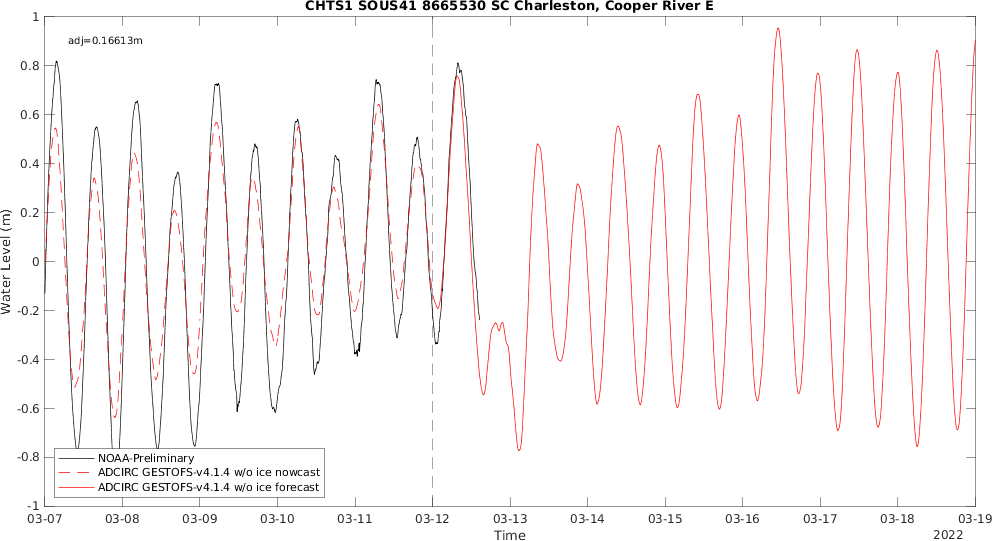 CHTS1 SOUS41 8665530 SC Charleston, Cooper River E
adj=0.16613m
1
0.8
0.6
0.4
0.2
0
-0.2
-0.4
-0.6
-0.8
-1
Water Level (m)
NOAA-Preliminary
ADCIRC GESTOFS-v4.1.4 w/o ice nowcast
ADCIRC GESTOFS-v4.1.4 w/o ice forecast
03-07 03-08 03-09 03-10 03-11 03-12 03-13 03-14 03-15 03-16 03-17 03-18 03-19
Time
2022